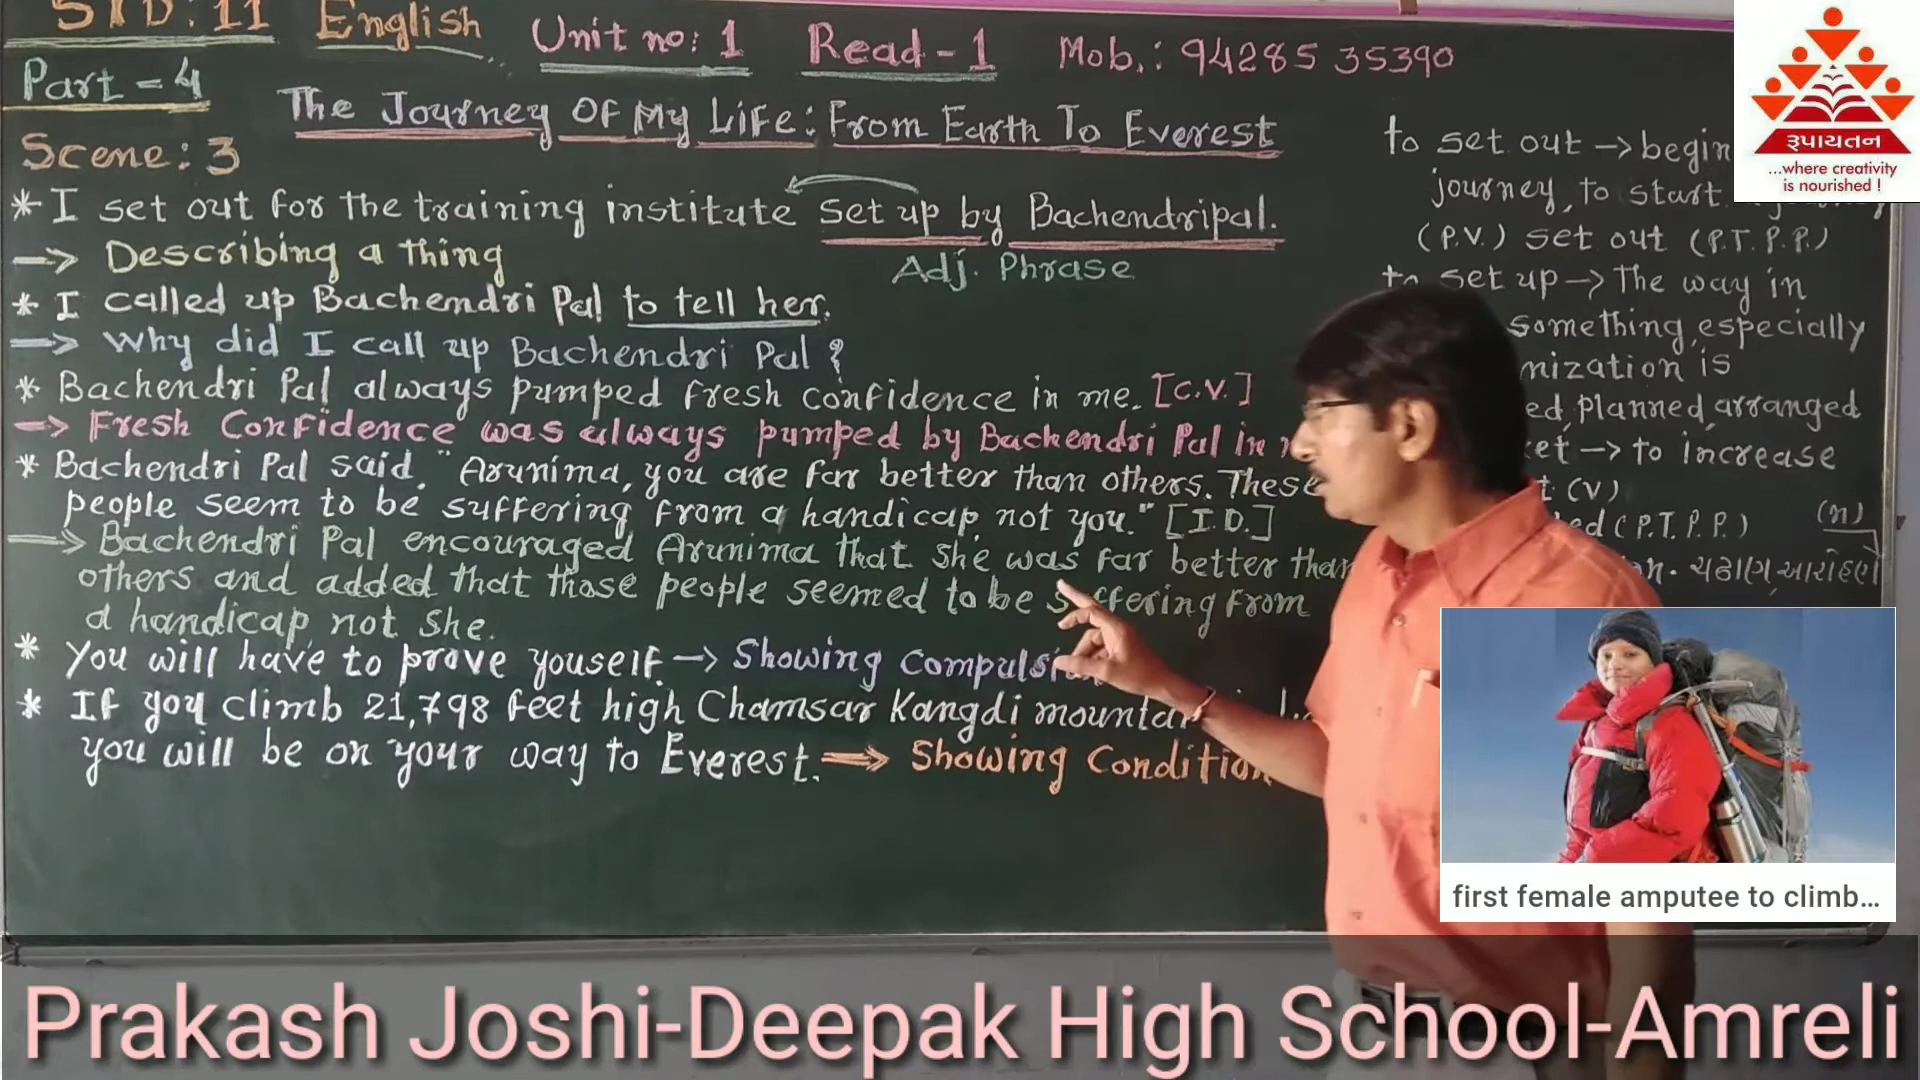 STD: 11 English Unit no: 1 Read - 1 Mob.: 94285 35390
Part - 4
The Journey Of My Life: From Earth To Everest
Scene: 3
* I set out for the training institute set up by Bachendripal.
→ Describing a Thing
Adj. Phrase
* I called up Bachendri Pal to tell her.
→ Why did I call up Bachendri Pal?
* Bachendri Pal always pumped fresh confidence in me. [C.V.]
→ Fresh Confidence was always pumped by Bachendri Pal in
* Bachendri Pal said, "Arunima, you are far better than others. These
people seem to be suffering from a handicap, not you." [I.D.]
→ Bachendri Pal encouraged Arunima that she was far better than
others and added that those people seemed to be suffering from
a handicap, not she.
* You will have to prove youself. → Showing
* If you climb 21,798 feet high Chamsar Kangdi
you will be on your way to Everest. ⇒ Showing Condition
to set out → begin
journey, to start
(P.V.) set out (P.T. P.P.)
to set up → The way in
something, especially
is
planned, arranged
→ to increase
(V)
(P.T. P.P.) (n)
ચઢાણ, આરોહણ
રૂપાયતન
...where creativity
is nourished !
first female amputee to climb...
Prakash Joshi-Deepak High School-Amreli